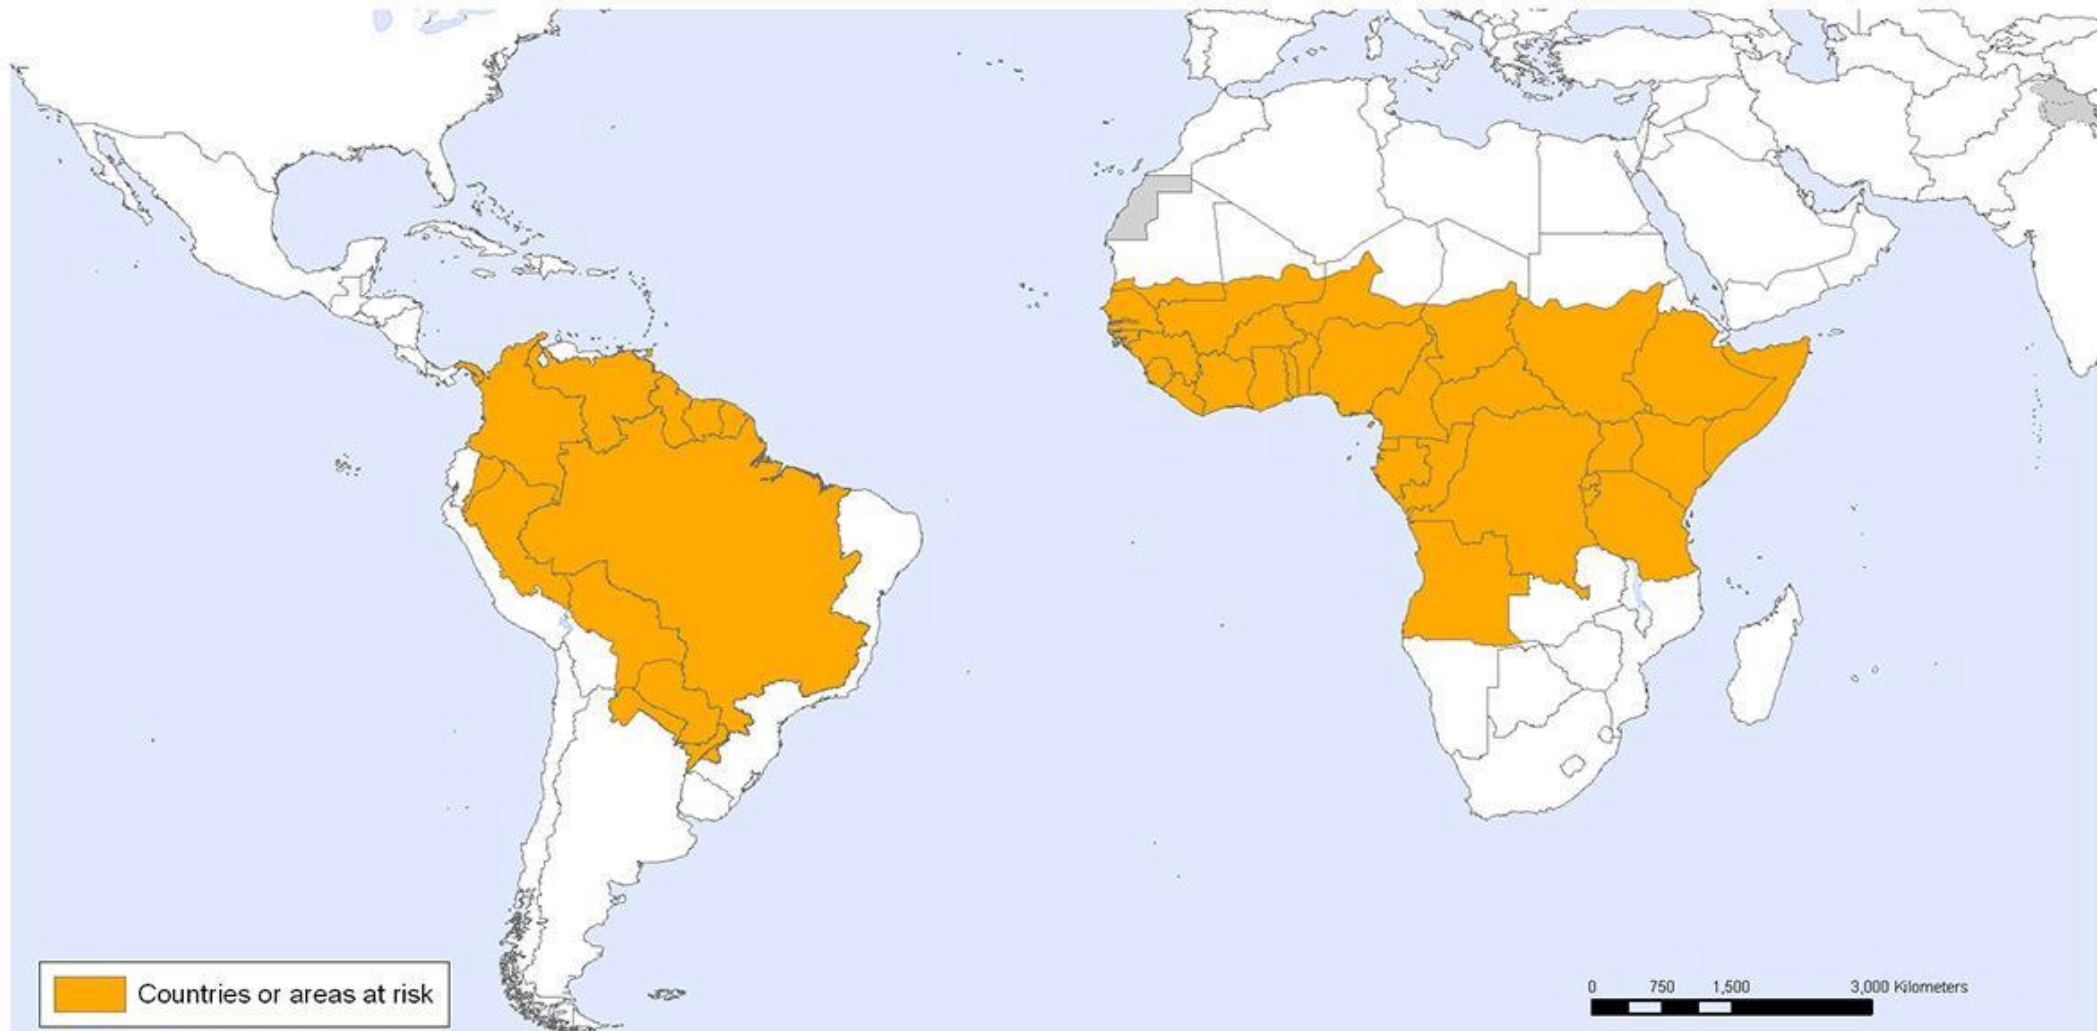 Countries or areas at risk
0 750 1,500 3,000 Kilometers